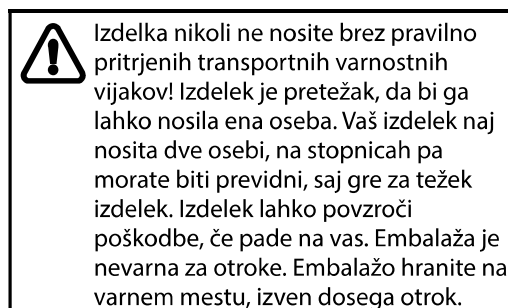 Izdelka nikoli ne nosite brez pravilno
pritrjenih transportnih varnostnih
vijakov! Izdelek je pretežak, da bi ga
lahko nosila ena oseba. Vaš izdelek naj
nosita dve osebi, na stopnicah pa
morate biti previdni, saj gre za težek
izdelek. Izdelek lahko povzroči
poškodbe, če pade na vas. Embalaža je
nevarna za otroke. Embalažo hranite na
varnem mestu, izven dosega otrok.